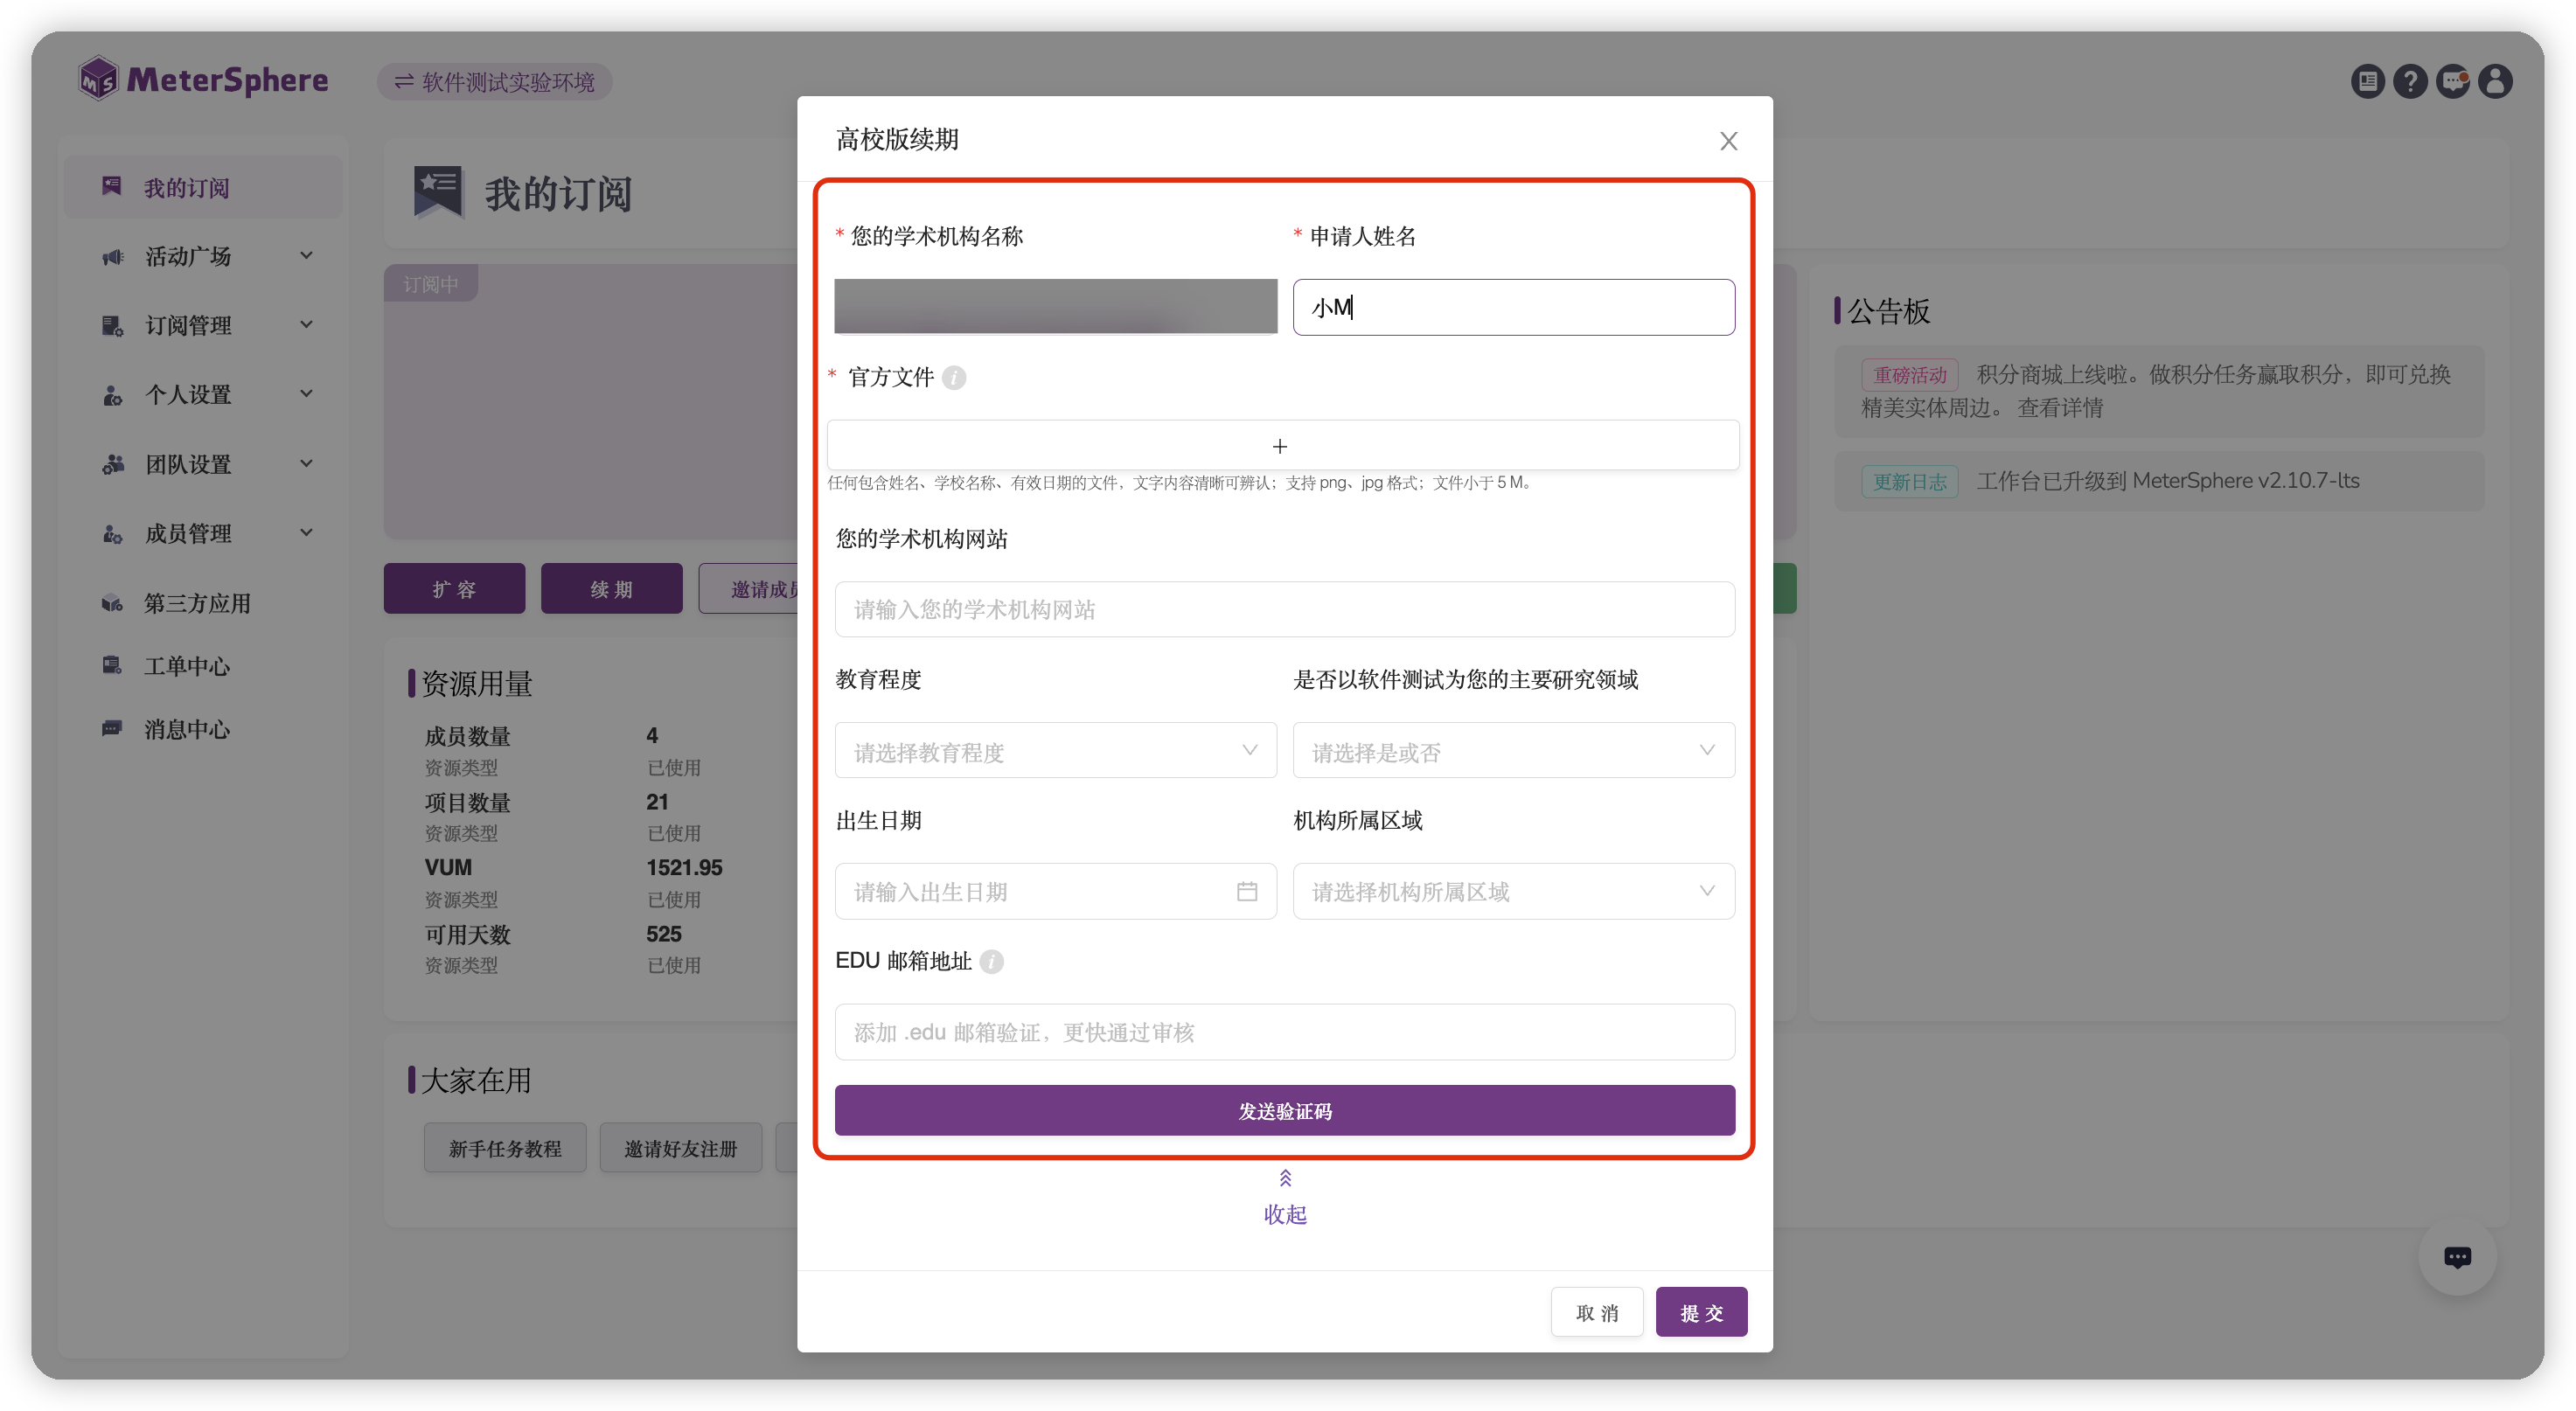 MeterSphere
软件测试实验环境
我的订阅
活动广场
订阅管理
个人设置
团队设置
成员管理
第三方应用
工单中心
消息中心
我的订阅
订阅中
扩容
续期
邀请成员
资源用量
成员数量 4
资源类型 已使用
项目数量 21
资源类型 已使用
VUM 1521.95
资源类型 已使用
可用天数 525
资源类型 已使用
大家在用
新手任务教程
邀请好友注册
高校版续期
* 您的学术机构名称
* 申请人姓名
小M
* 官方文件
任何包含姓名、学校名称、有效日期的文件，文字内容清晰可辨认；支持 png、jpg 格式；文件小于 5 M。
您的学术机构网站
请输入您的学术机构网站
教育程度
是否以软件测试为您的主要研究领域
请选择教育程度
请选择是或否
出生日期
机构所属区域
请输入出生日期
请选择机构所属区域
EDU 邮箱地址
添加 .edu 邮箱验证，更快通过审核
发送验证码
收起
取消
提交
公告板
重磅活动 积分商城上线啦。做积分任务赢取积分，即可兑换
精美实体周边。 查看详情
更新日志 工作台已升级到 MeterSphere v2.10.7-lts